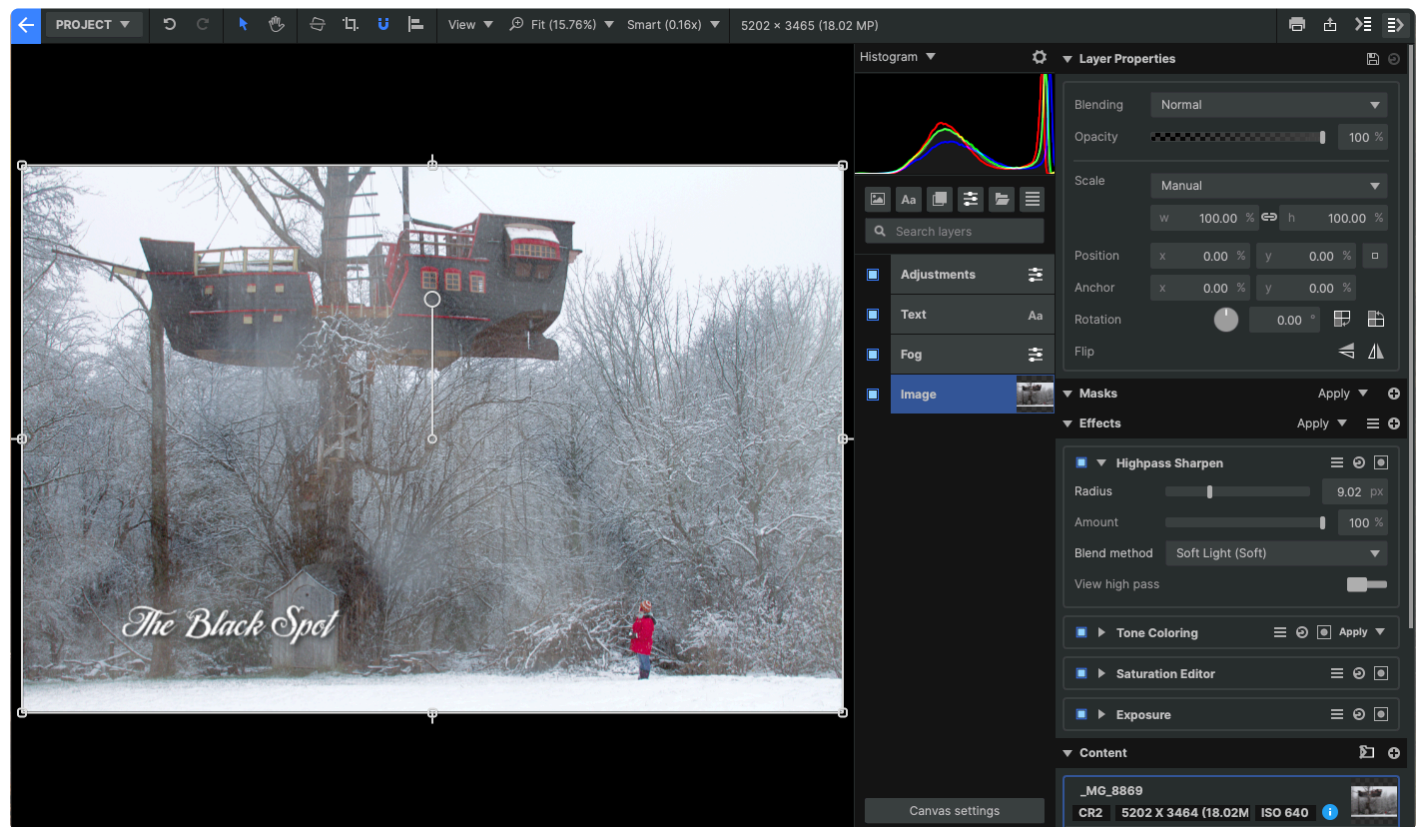 PROJECT View Fit (15.76%) Smart (0.16x) 5202 × 3465 (18.02 MP)
Histogram
Aa
Search layers
Adjustments
Text Aa
Fog
Image
Canvas settings
The Black Spot
Layer Properties
Blending Normal
Opacity 100 %
Scale Manual
w 100.00 % h 100.00 %
Position x 0.00 % y 0.00 %
Anchor x 0.00 % y 0.00 %
Rotation 0.00 °
Flip
Masks Apply
Effects Apply
Highpass Sharpen
Radius 9.02 px
Amount 100 %
Blend method Soft Light (Soft)
View high pass
Tone Coloring Apply
Saturation Editor
Exposure
Content
_MG_8869
CR2 5202 X 3464 (18.02M ISO 640